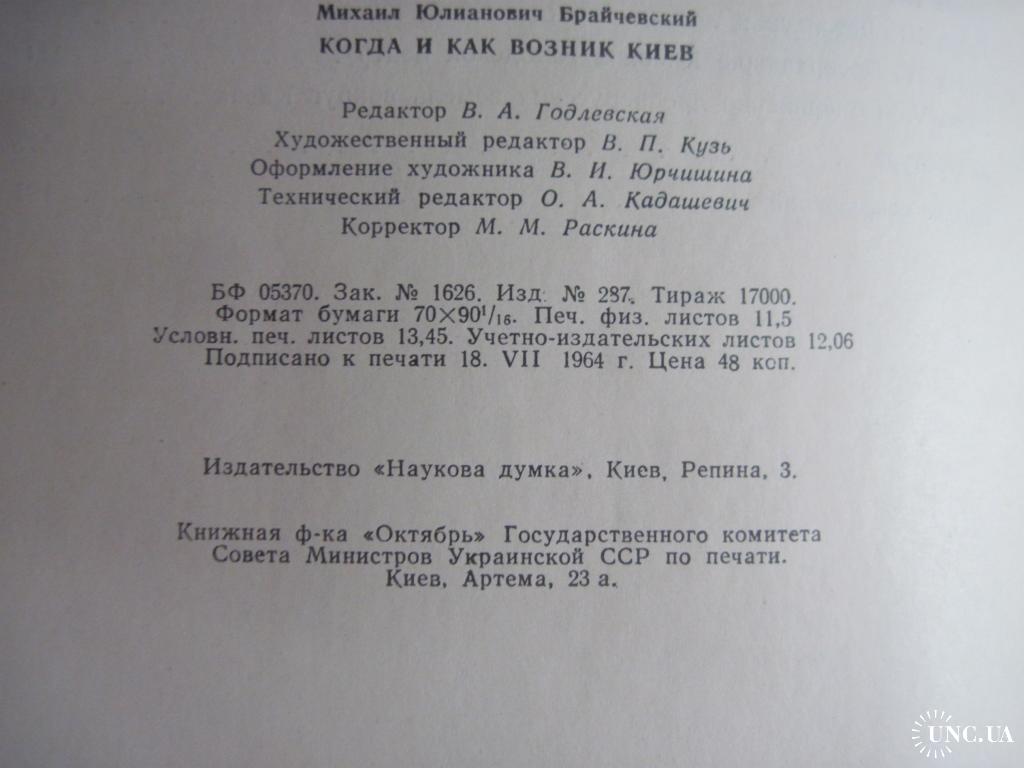 Михаил Юлианович Брайчевский
КОГДА И КАК ВОЗНИК КИЕВ
Редактор В. А. Годлевская
Художественный редактор В. П. Кузь
Оформление художника В. И. Юрчишина
Технический редактор О. А. Кадашевич
Корректор М. М. Раскина
БФ 05370. Зак. № 1626. Изд. № 287. Тираж 17000.
Формат бумаги 70×90¹/₁₆. Печ. физ. листов 11,5
Условн. печ. листов 13,45. Учетно-издательских листов 12,06
Подписано к печати 18. VII 1964 г. Цена 48 коп.
Издательство «Наукова думка», Киев, Репина, 3.
Книжная ф-ка «Октябрь» Государственного комитета
Совета Министров Украинской ССР по печати.
Киев, Артема, 23 а.
UNC.UA